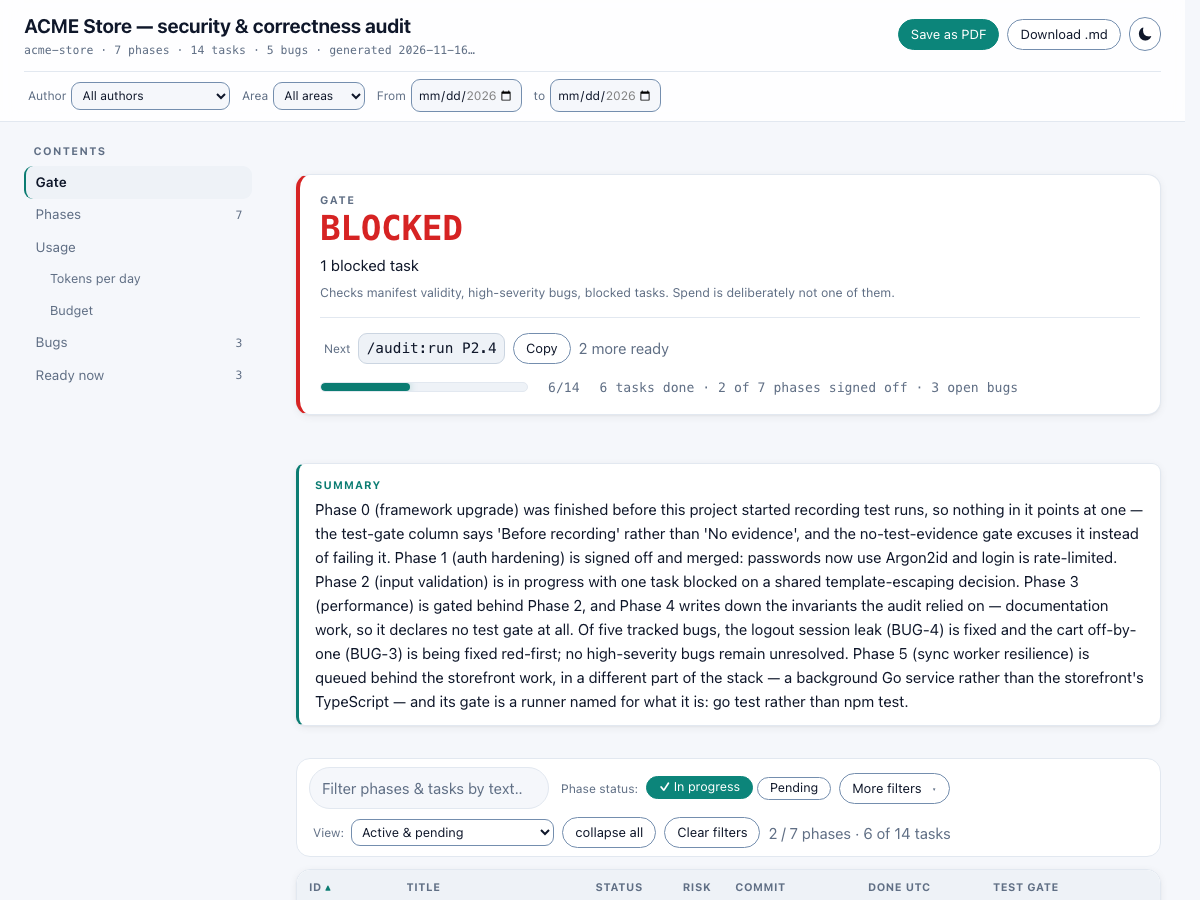 ACME Store — security & correctness audit
acme-store · 7 phases · 14 tasks · 5 bugs · generated 2026-11-16…
Save as PDF
Download .md
Author All authors Area All areas From mm/dd/2026 to mm/dd/2026
CONTENTS
Gate
Phases 7
Usage
Tokens per day
Budget
Bugs 3
Ready now 3
GATE
BLOCKED
1 blocked task
Checks manifest validity, high-severity bugs, blocked tasks. Spend is deliberately not one of them.
Next /audit:run P2.4 Copy 2 more ready
6/14 6 tasks done · 2 of 7 phases signed off · 3 open bugs
SUMMARY
Phase 0 (framework upgrade) was finished before this project started recording test runs, so nothing in it points at one —
the test-gate column says 'Before recording' rather than 'No evidence', and the no-test-evidence gate excuses it instead
of failing it. Phase 1 (auth hardening) is signed off and merged: passwords now use Argon2id and login is rate-limited.
Phase 2 (input validation) is in progress with one task blocked on a shared template-escaping decision. Phase 3
(performance) is gated behind Phase 2, and Phase 4 writes down the invariants the audit relied on — documentation
work, so it declares no test gate at all. Of five tracked bugs, the logout session leak (BUG-4) is fixed and the cart off-by-
one (BUG-3) is being fixed red-first; no high-severity bugs remain unresolved. Phase 5 (sync worker resilience) is
queued behind the storefront work, in a different part of the stack — a background Go service rather than the storefront's
TypeScript — and its gate is a runner named for what it is: go test rather than npm test.
Filter phases & tasks by text..
Phase status: ✓ In progress Pending More filters ·
View: Active & pending collapse all Clear filters 2 / 7 phases · 6 of 14 tasks
ID ▲ TITLE STATUS RISK COMMIT DONE UTC TEST GATE